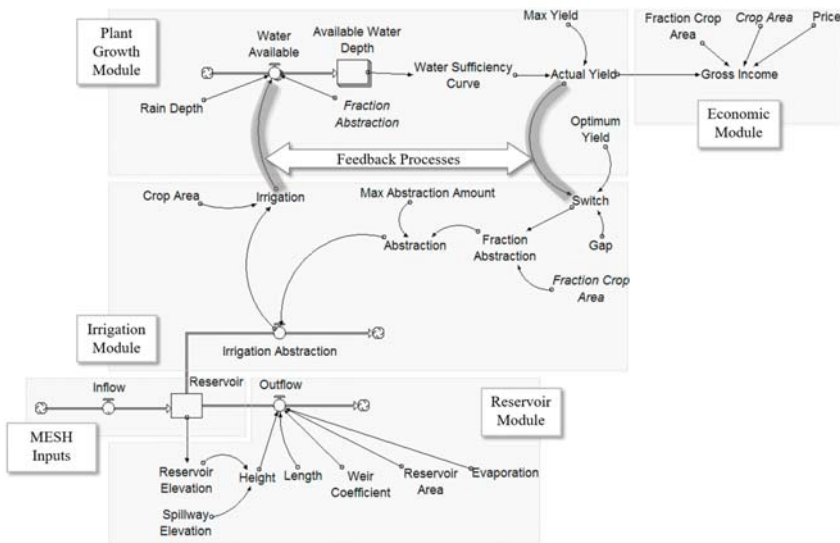 Plant
Growth
Module
Water
Available
Available Water
Depth
Rain Depth
Fraction
Abstraction
Water Sufficiency
Curve
Max Yield
Actual Yield
Fraction Crop
Area
Crop Area
Price
Gross Income
Economic
Module
Optimum
Yield
Feedback Processes
Crop Area
Irrigation
Max Abstraction Amount
Abstraction
Fraction
Abstraction
Switch
Gap
Fraction Crop
Area
Irrigation
Module
Irrigation Abstraction
Inflow
Reservoir
Outflow
Reservoir
Module
MESH
Inputs
Reservoir
Elevation
Height
Length
Weir
Coefficient
Reservoir
Area
Evaporation
Spillway
Elevation